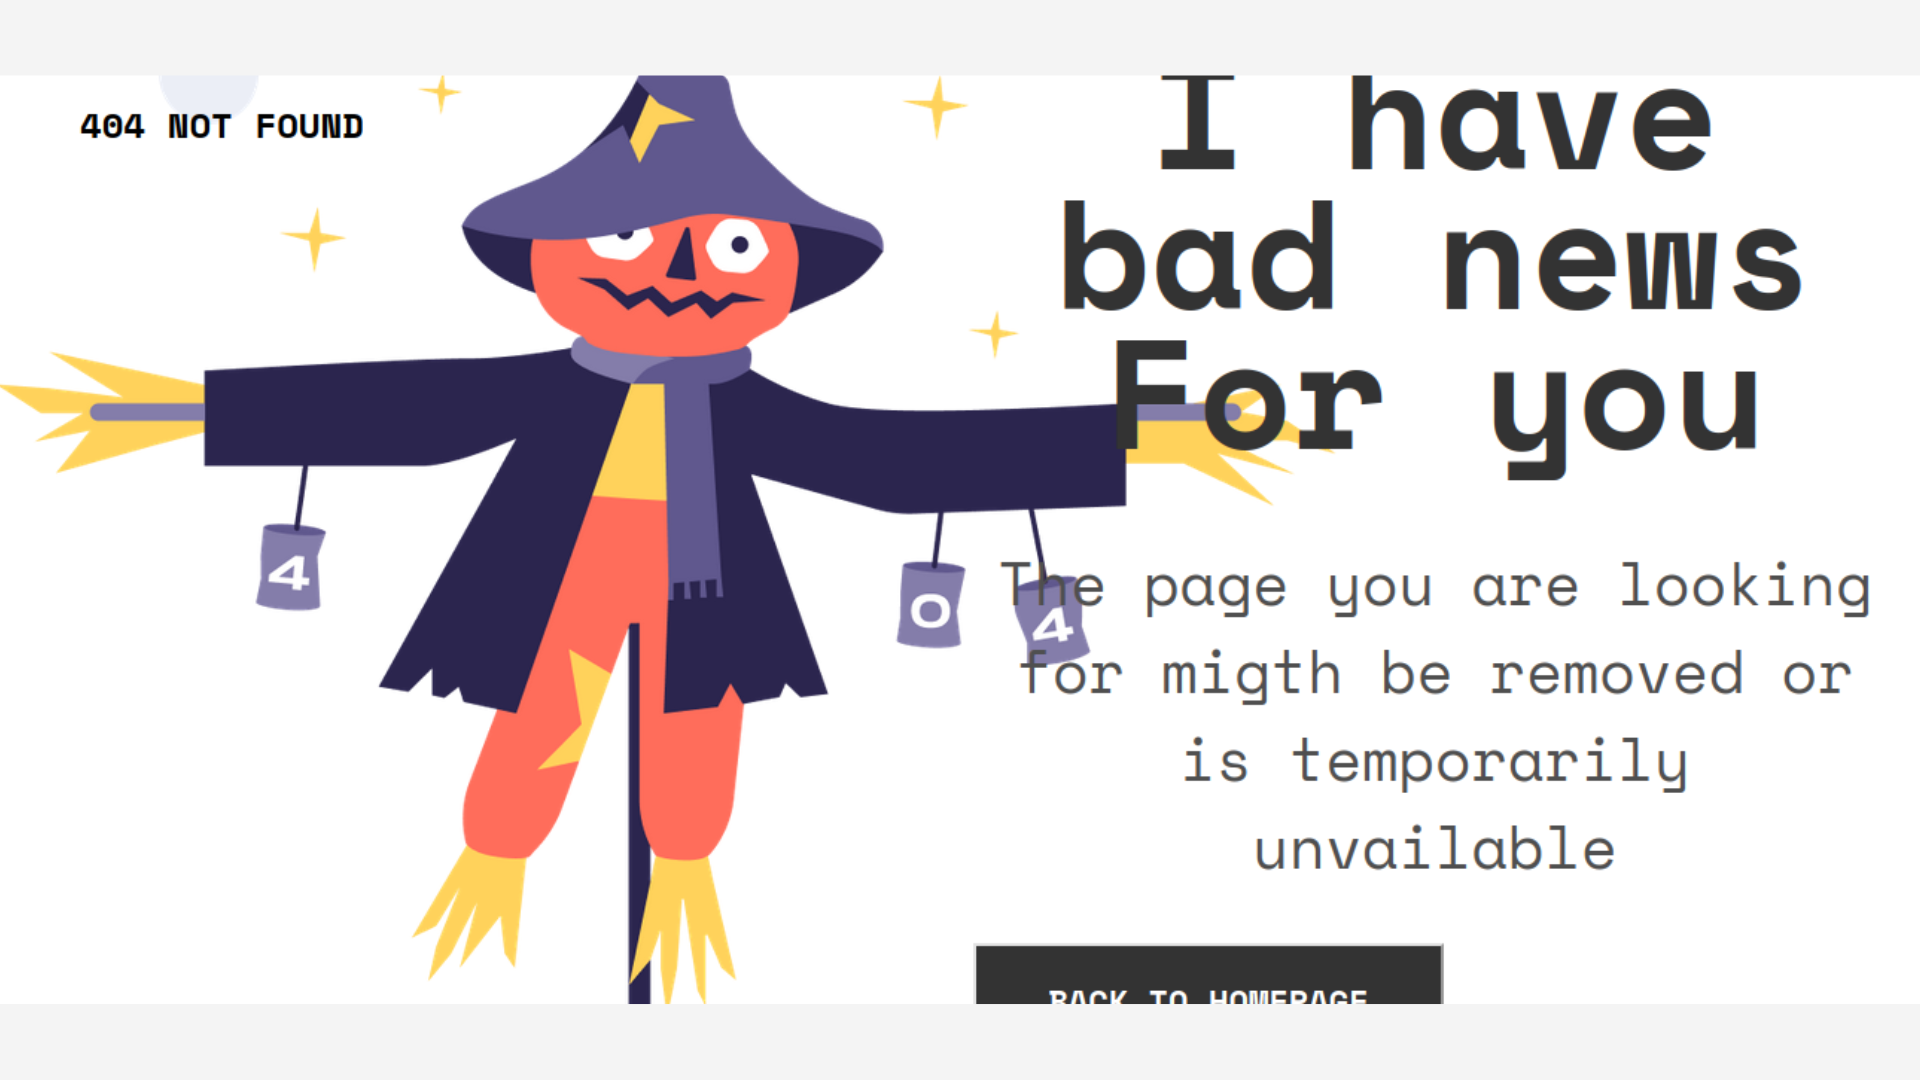 404 NOT FOUND
I have
bad news
For you
4
0
4
The page you are looking
for migth be removed or
is temporarily
unvailable
BACK TO HOMEPAGE